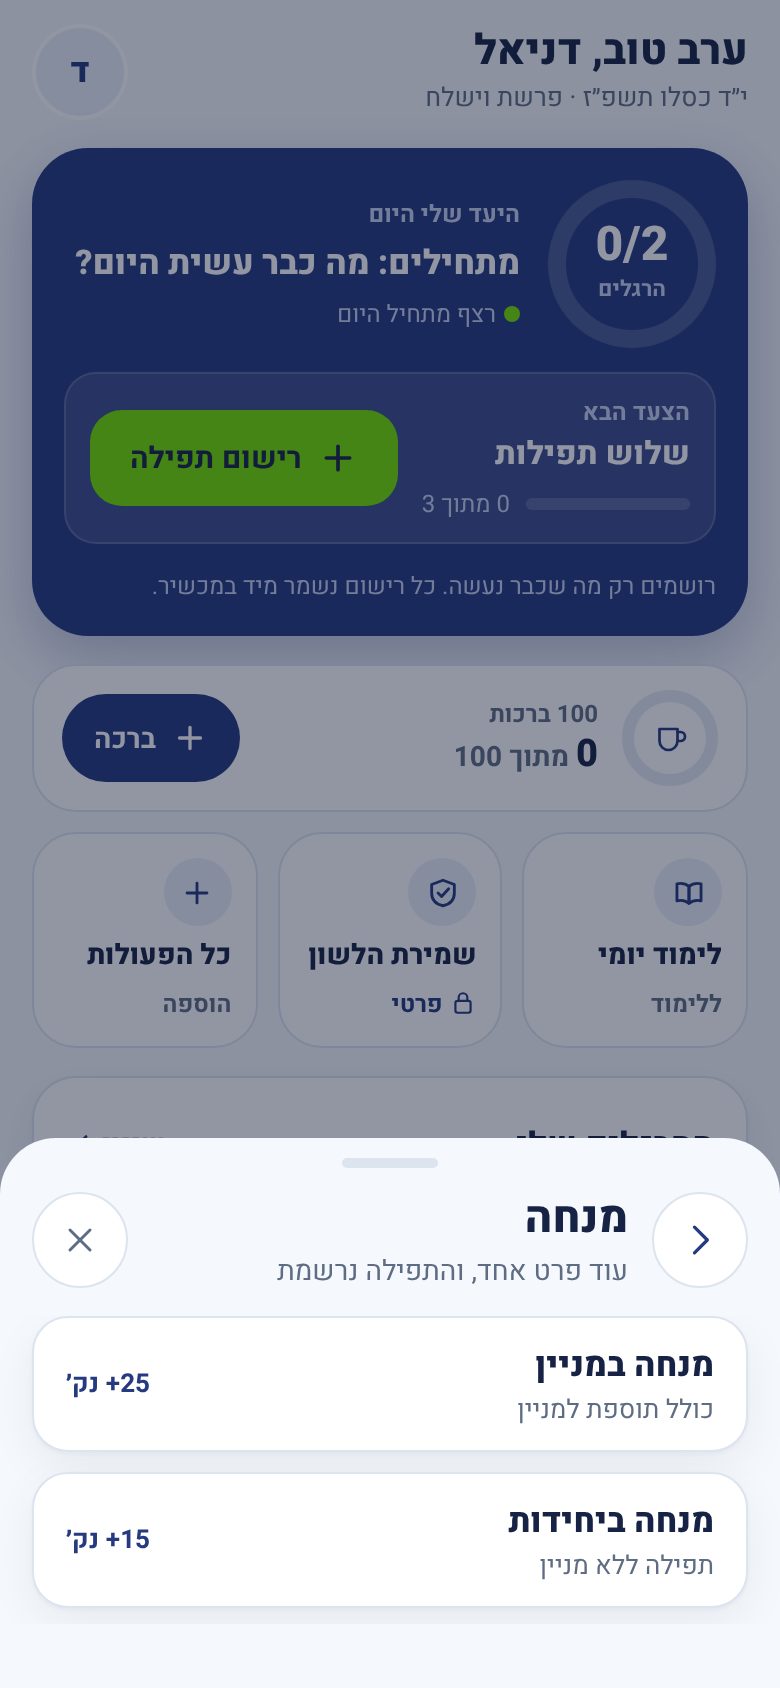 ערב טוב, דניאל
ד
י״ד כסלו תשפ״ז · פרשת וישלח
0/2
הרגלים
היעד שלי היום
מתחילים: מה כבר עשית היום?
רצף מתחיל היום
הצעד הבא
שלוש תפילות
0 מתוך 3
רישום תפילה
רושמים רק מה שכבר נעשה. כל רישום נשמר מיד במכשיר.
100 ברכות
0 מתוך 100
ברכה
לימוד יומי
ללימוד
שמירת הלשון
פרטי
כל הפעולות
הוספה
מנחה
עוד פרט אחד, והתפילה נרשמת
מנחה במניין
כולל תוספת למניין
+25 נק׳
מנחה ביחידות
תפילה ללא מניין
+15 נק׳